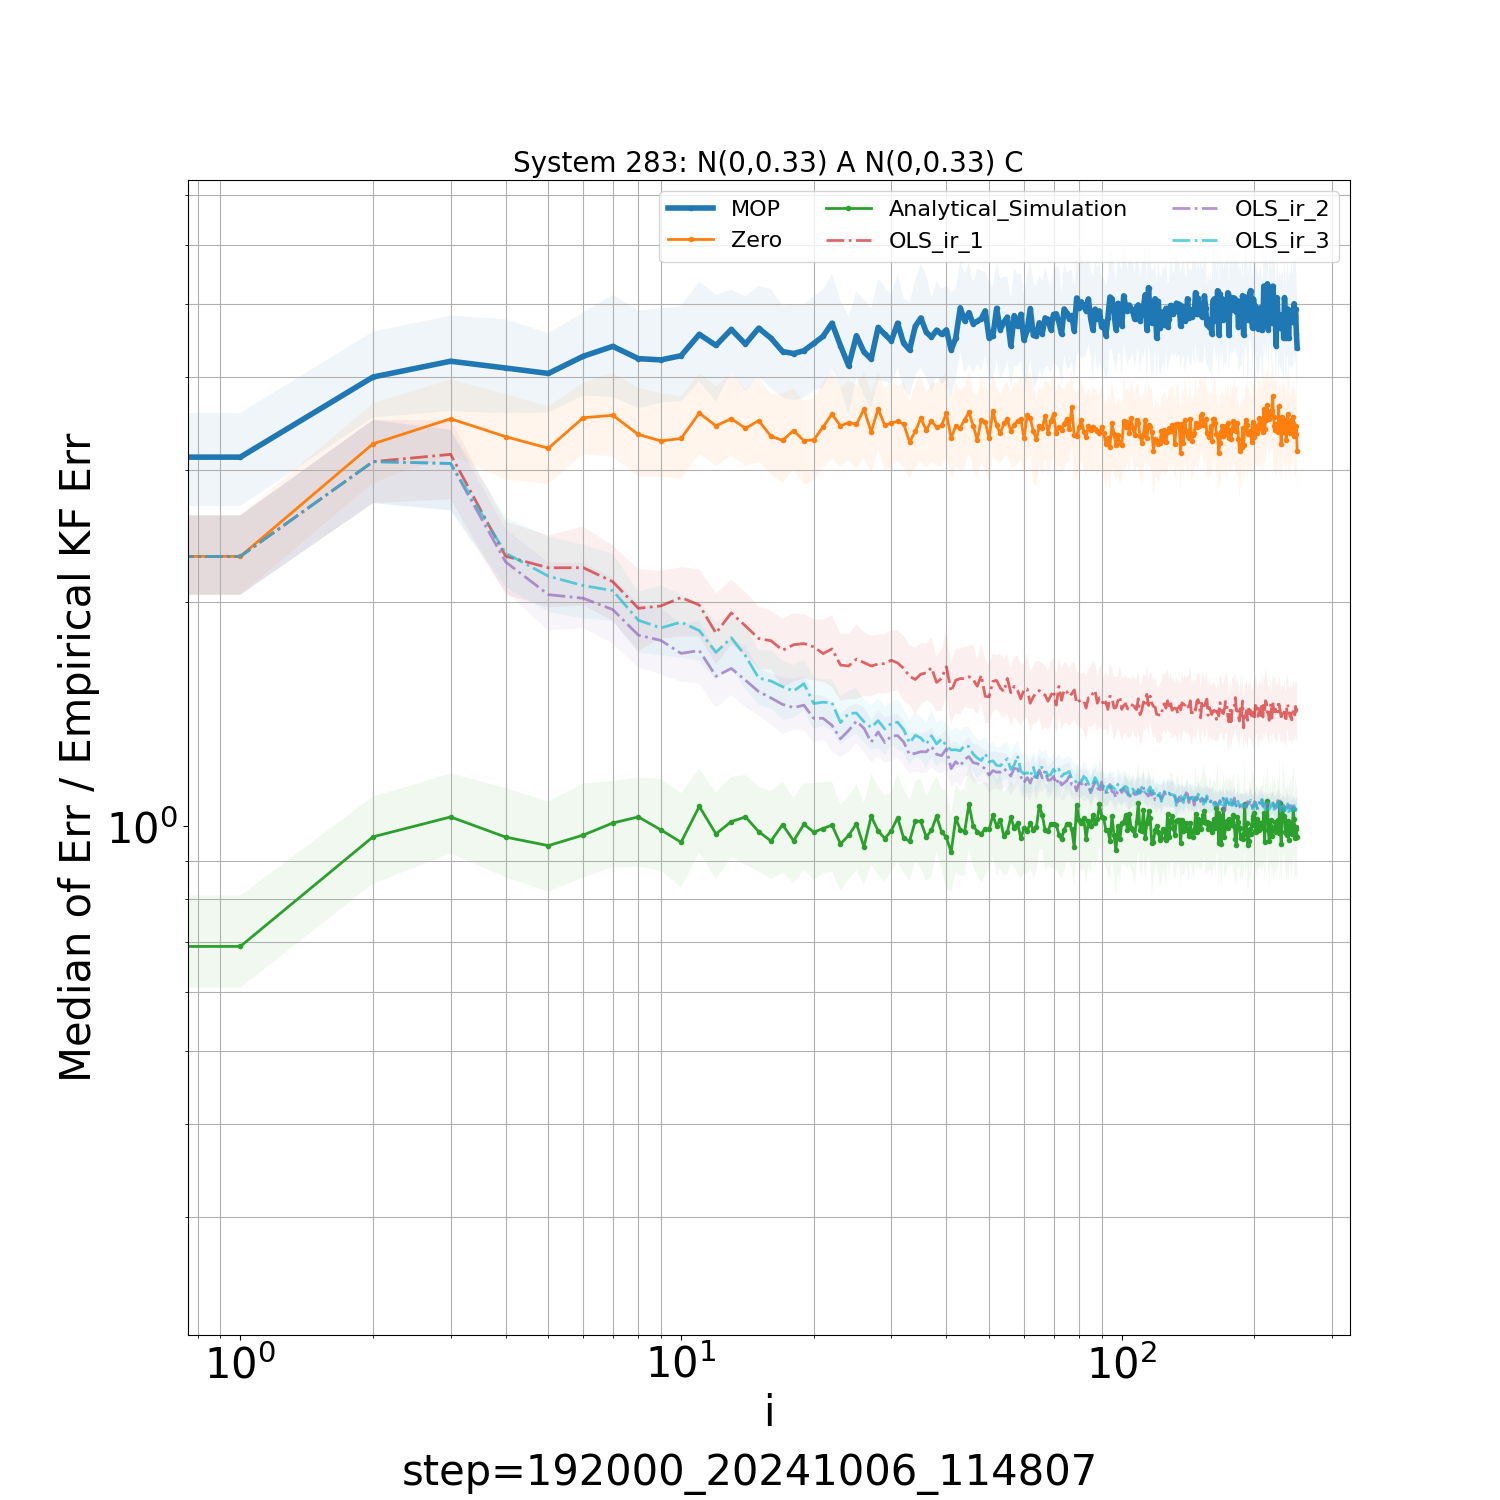 System 283: N(0,0.33) A N(0,0.33) C
MOP
Zero
Analytical_Simulation
OLS_ir_1
OLS_ir_2
OLS_ir_3
Median of Err / Empirical KF Err
10⁰
10⁰ 10¹ 10²
i
step=192000_20241006_114807